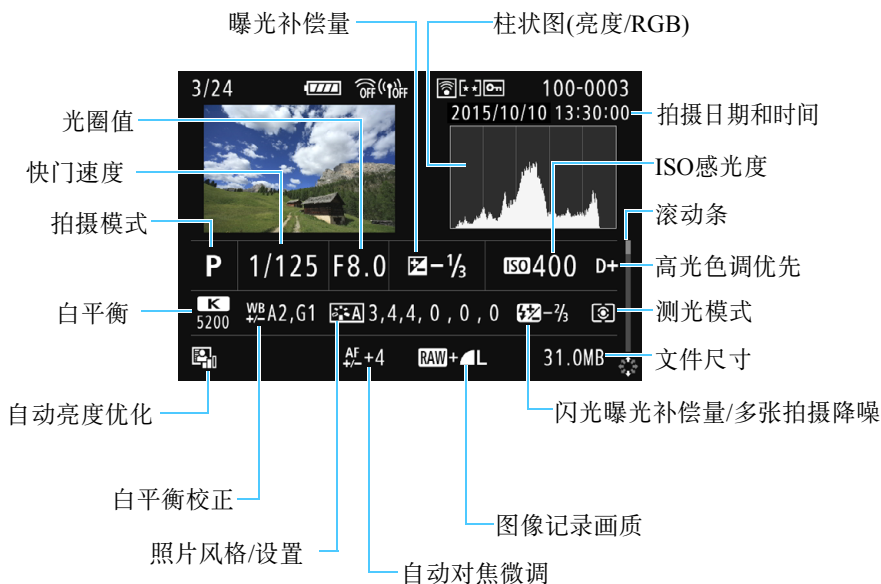 曝光补偿量
柱状图(亮度/RGB)
3/24 OFF OFF 100-0003
2015/10/10 13:30:00
拍摄日期和时间
光圈值
快门速度
ISO感光度
拍摄模式
滚动条
P 1/125 F8.0 −⅓ ISO400 D+
高光色调优先
白平衡
K 5200 WB+/− A2,G1 A 3,4,4,0,0,0 −⅔
测光模式
AF+/− +4 RAW+L 31.0MB
文件尺寸
自动亮度优化
闪光曝光补偿量/多张拍摄降噪
白平衡校正
图像记录画质
照片风格/设置
自动对焦微调